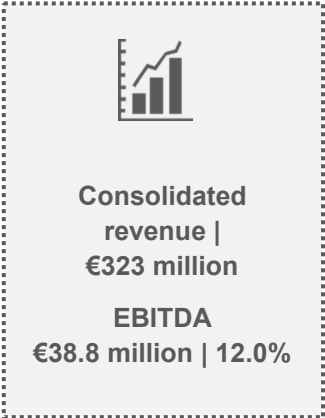 Consolidated
revenue |
€323 million
EBITDA
€38.8 million | 12.0%